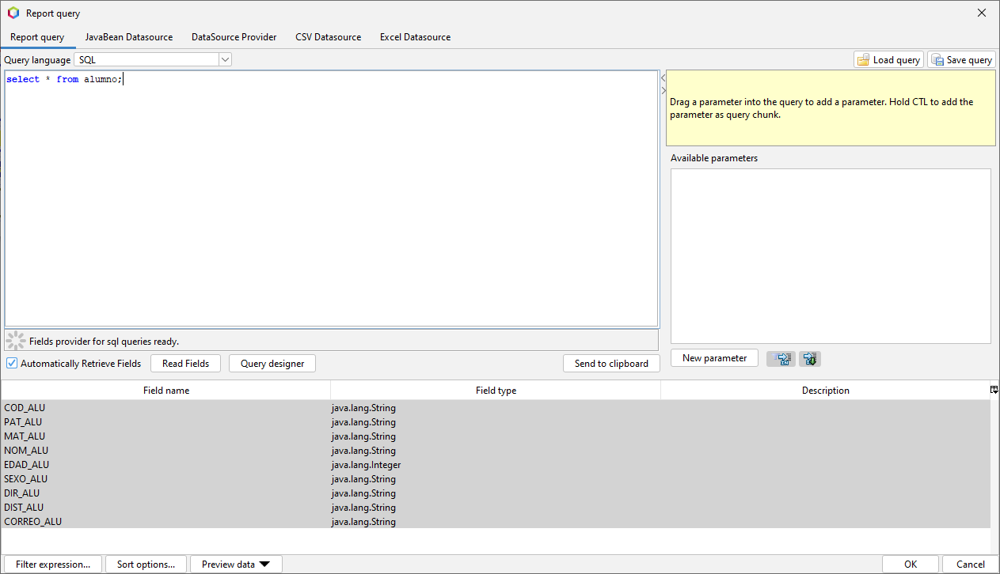 Report query
Report query JavaBean Datasource DataSource Provider CSV Datasource Excel Datasource
Query language SQL Load query Save query
select * from alumno;
Drag a parameter into the query to add a parameter. Hold CTL to add the
parameter as query chunk.
Available parameters
Fields provider for sql queries ready.
Automatically Retrieve Fields Read Fields Query designer Send to clipboard New parameter
Field name Field type Description
COD_ALU java.lang.String
PAT_ALU java.lang.String
MAT_ALU java.lang.String
NOM_ALU java.lang.String
EDAD_ALU java.lang.Integer
SEXO_ALU java.lang.String
DIR_ALU java.lang.String
DIST_ALU java.lang.String
CORREO_ALU java.lang.String
Filter expression... Sort options... Preview data OK Cancel